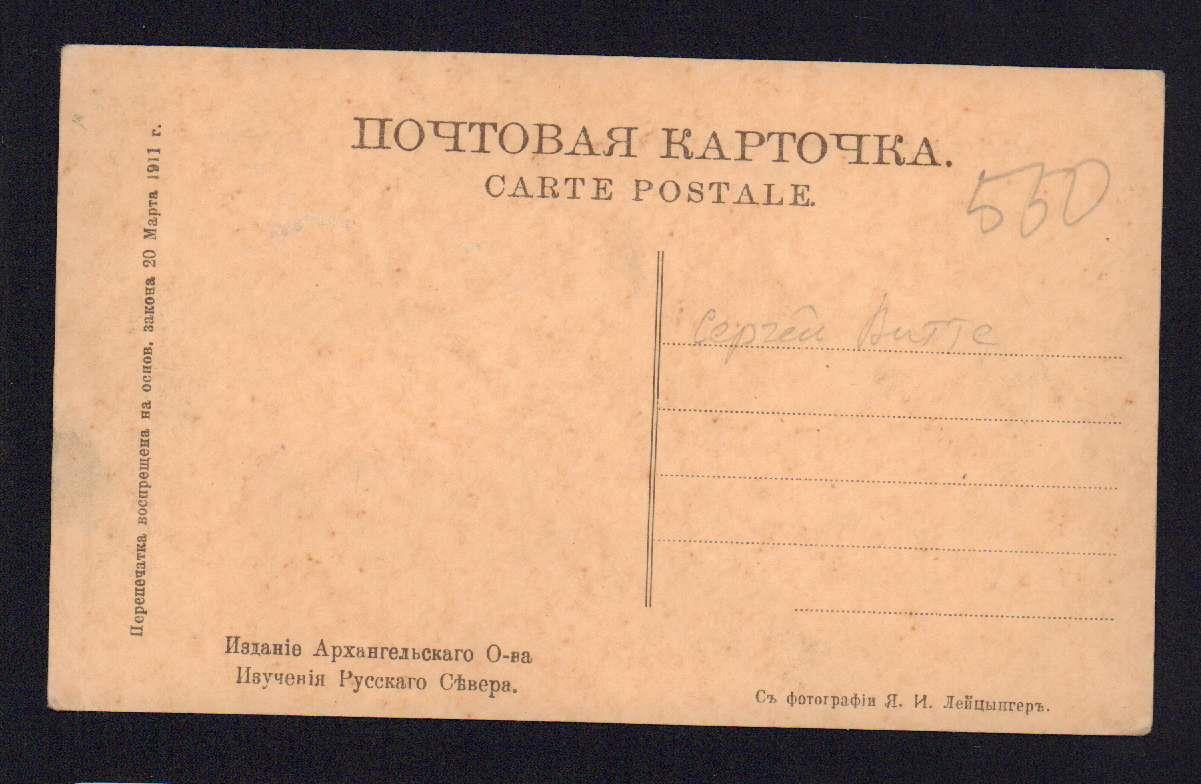 ПОЧТОВАЯ КАРТОЧКА.
CARTE POSTALE.
550
Сергей Витте
Перепечатка воспрещена на основ. закона 20 Марта 1911 г.
Изданіе Архангельскаго О-ва
Изученія Русскаго Сѣвера.
Съ фотографіи Я. И. Лейцынгеръ.